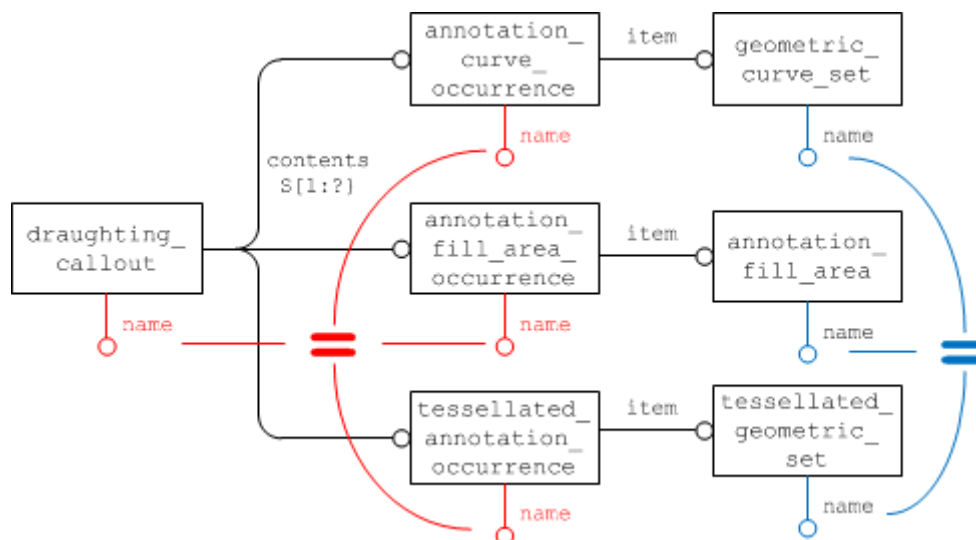 annotation_
curve_
occurrence
item
geometric_
curve_set
name
name
contents
S[1:?]
draughting_
callout
annotation_
fill_area_
occurrence
item
annotation_
fill_area
name
name
name
tessellated_
annotation_
occurrence
item
tessellated_
geometric_
set
name
name